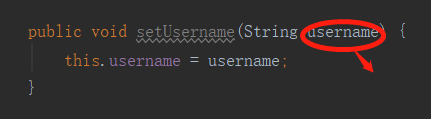 public void setUsername(String username) {
this.username = username;
}